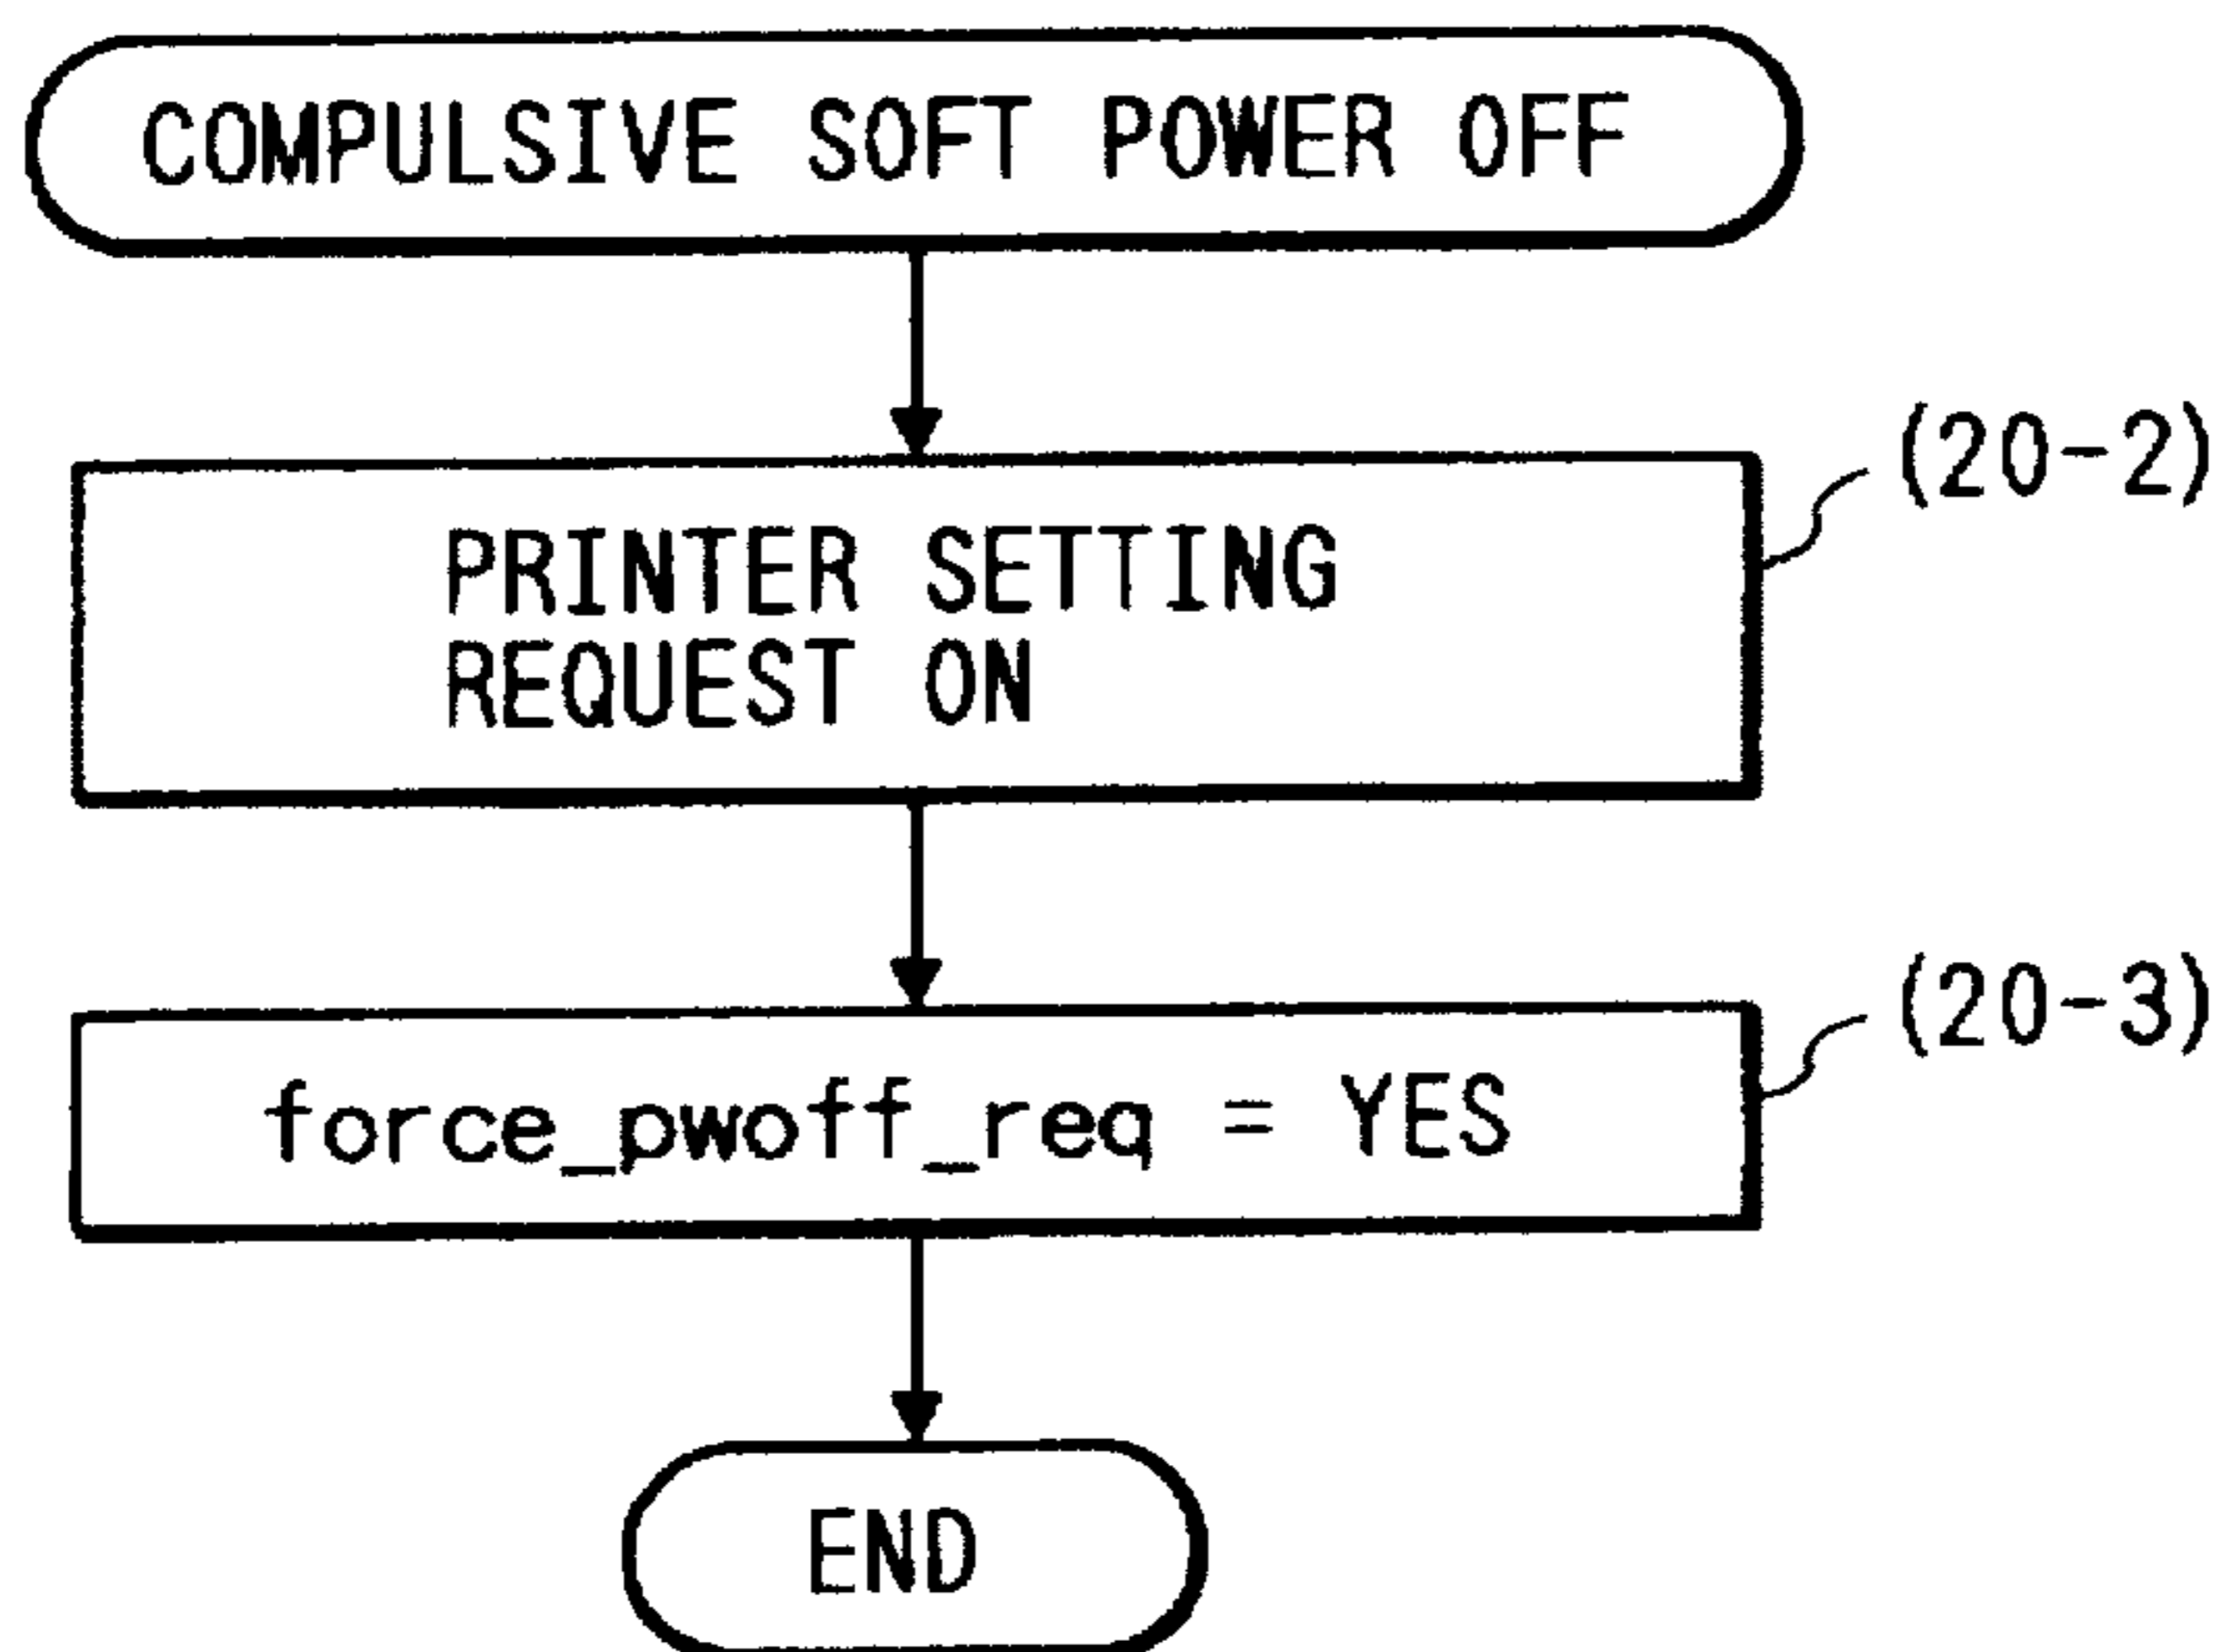 COMPULSIVE SOFT POWER OFF
(20-2)
PRINTER SETTING
REQUEST ON
(20-3)
force_pwoff_req = YES
END